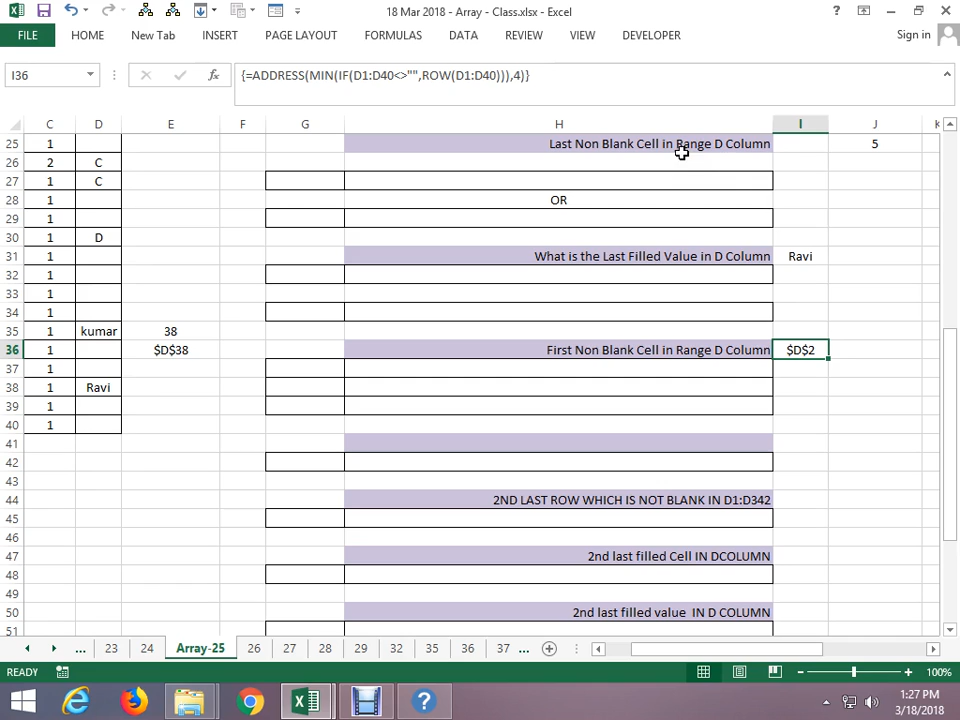 18 Mar 2018 - Array - Class.xlsx - Excel
FILE HOME New Tab INSERT PAGE LAYOUT FORMULAS DATA REVIEW VIEW DEVELOPER Sign in
I36 fx {=ADDRESS(MIN(IF(D1:D40<>"",ROW(D1:D40))),4)}
C D E F G H I J K
25 1 Last Non Blank Cell in Range D Column 5
26 2 C
27 1 C
28 1 OR
29 1
30 1 D
31 1 What is the Last Filled Value in D Column Ravi
32 1
33 1
34 1
35 1 kumar 38
36 1 $D$38 First Non Blank Cell in Range D Column $D$2
37 1
38 1 Ravi
39 1
40 1
41
42
43
44 2ND LAST ROW WHICH IS NOT BLANK IN D1:D342
45
46
47 2nd last filled Cell IN DCOLUMN
48
49
50 2nd last filled value IN D COLUMN
51
... 23 24 Array-25 26 27 28 29 32 35 36 37 ...
READY 100%
1:27 PM
3/18/2018